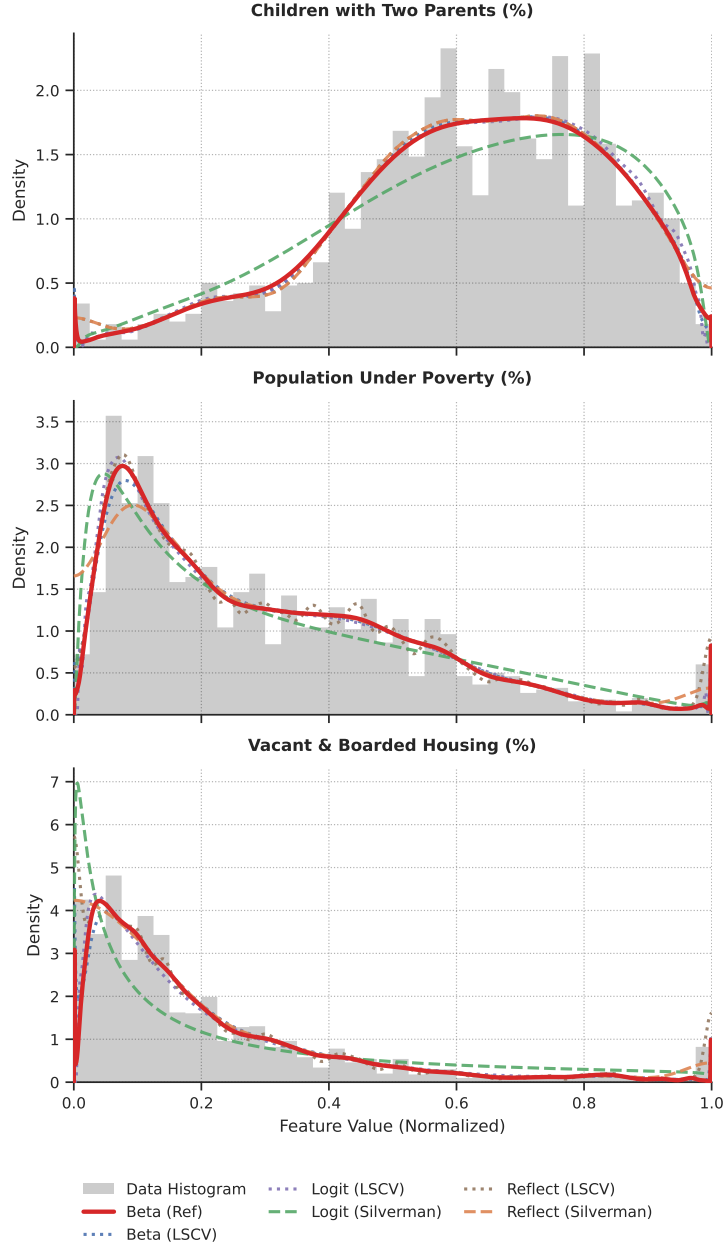 Children with Two Parents (%)
Density
2.0
1.5
1.0
0.5
0.0
Population Under Poverty (%)
Density
3.5
3.0
2.5
2.0
1.5
1.0
0.5
0.0
Vacant & Boarded Housing (%)
Density
7
6
5
4
3
2
1
0
0.0 0.2 0.4 0.6 0.8 1.0
Feature Value (Normalized)
Data Histogram Logit (LSCV) Reflect (LSCV)
Beta (Ref) Logit (Silverman) Reflect (Silverman)
Beta (LSCV)